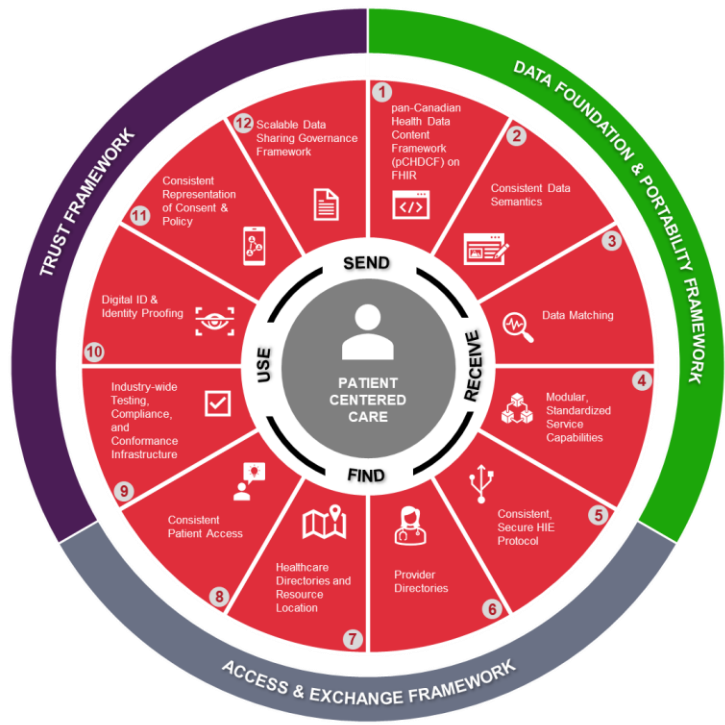 TRUST FRAMEWORK
DATA FOUNDATION & PORTABILITY FRAMEWORK
ACCESS & EXCHANGE FRAMEWORK
1
pan-Canadian
Health Data
Content
Framework
(pCHDCF) on
FHIR
2
Consistent Data
Semantics
3
Data Matching
4
Modular,
Standardized
Service
Capabilities
5
Consistent,
Secure HIE
Protocol
6
Provider
Directories
7
Healthcare
Directories and
Resource
Location
8
Consistent
Patient Access
9
Industry-wide
Testing,
Compliance,
and
Conformance
Infrastructure
10
Digital ID &
Identity Proofing
11
Consistent
Representation
of Consent &
Policy
12
Scalable Data
Sharing Governance
Framework
SEND
RECEIVE
FIND
USE
PATIENT
CENTERED
CARE